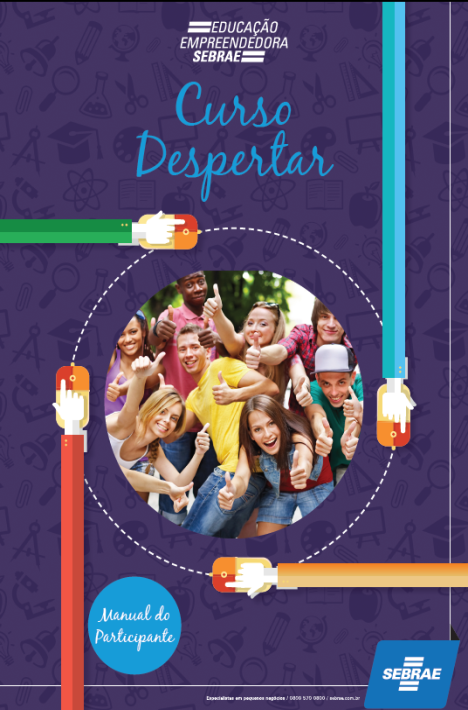 EDUCAÇÃO
EMPREENDEDORA
SEBRAE
Curso
Despertar
Manual do
Participante
SEBRAE
Especialistas em pequenos negócios / 0800 570 0800 / sebrae.com.br